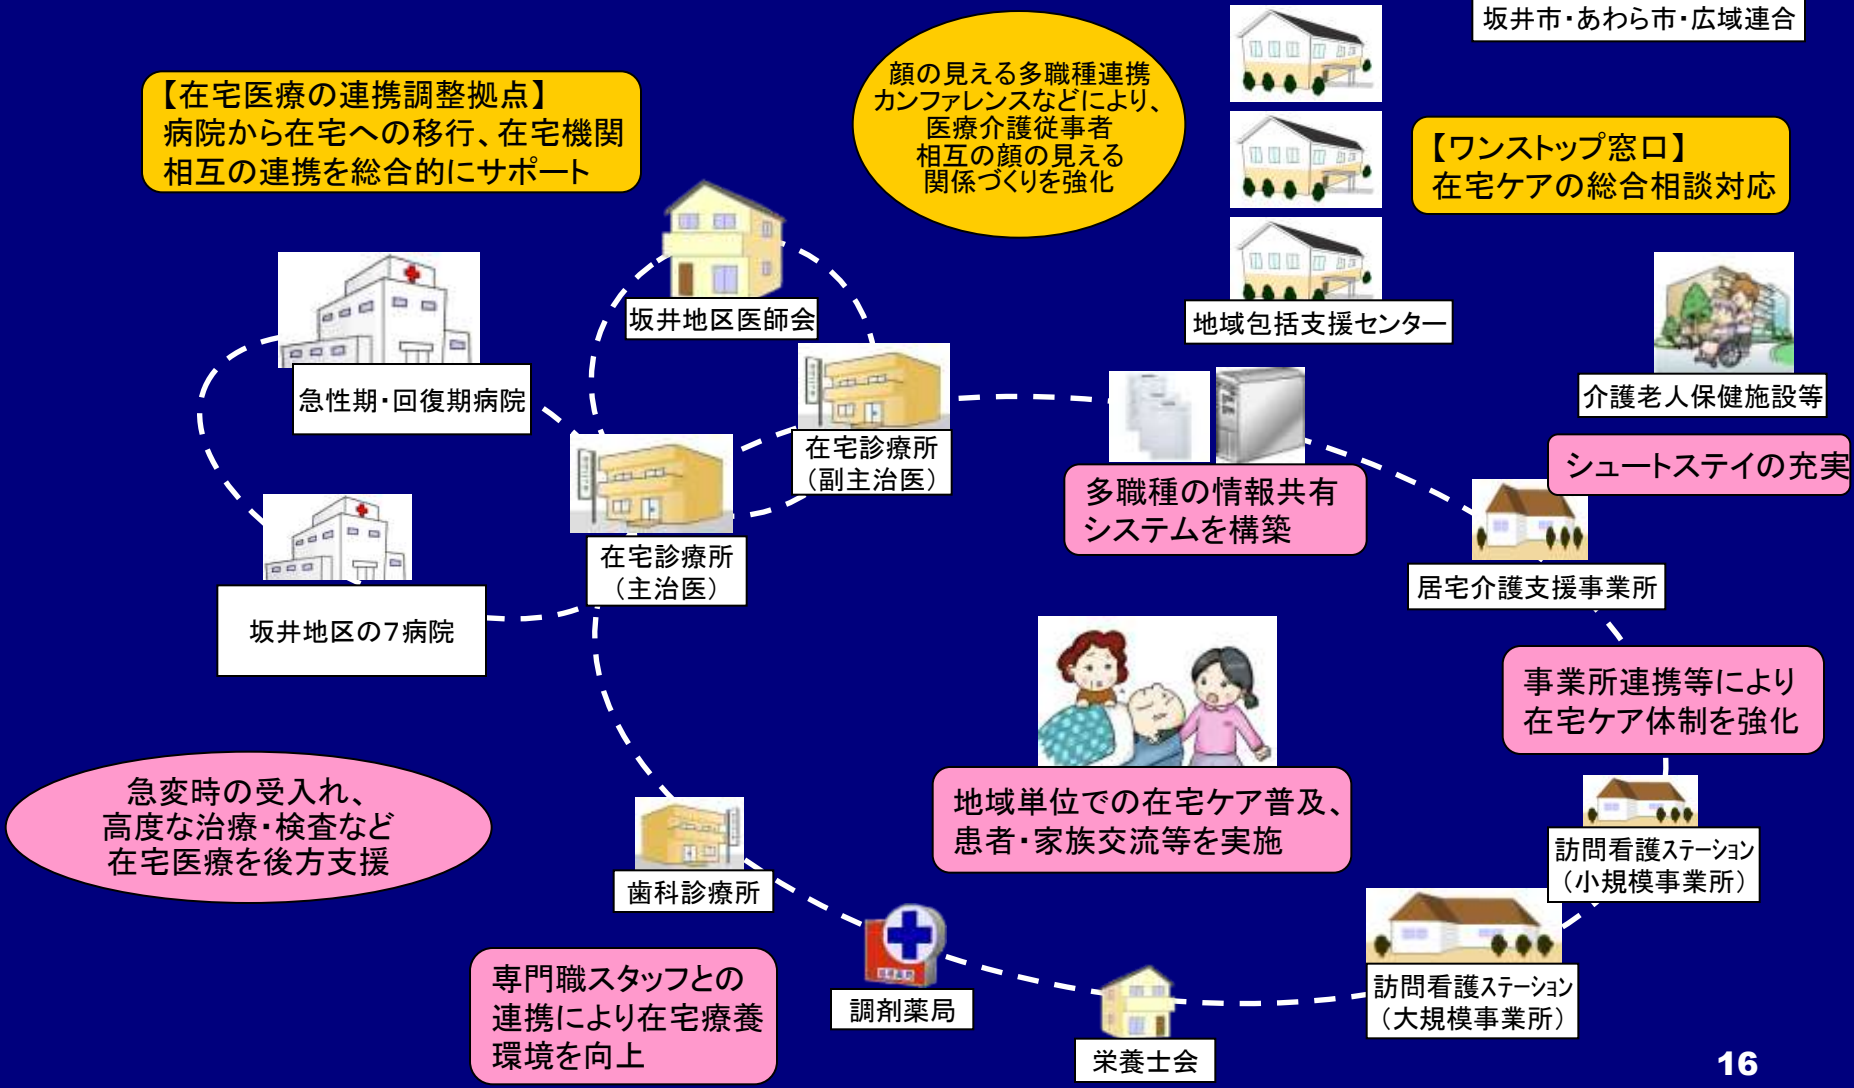 坂井市・あわら市・広域連合
【在宅医療の連携調整拠点】
病院から在宅への移行、在宅機関
相互の連携を総合的にサポート
顔の見える多職種連携
カンファレンスなどにより、
医療介護従事者
相互の顔の見える
関係づくりを強化
【ワンストップ窓口】
在宅ケアの総合相談対応
坂井地区医師会
地域包括支援センター
急性期・回復期病院
介護老人保健施設等
在宅診療所
（副主治医）
シュートステイの充実
多職種の情報共有
システムを構築
在宅診療所
（主治医）
居宅介護支援事業所
坂井地区の7病院
事業所連携等により
在宅ケア体制を強化
急変時の受入れ、
高度な治療・検査など
在宅医療を後方支援
地域単位での在宅ケア普及、
患者・家族交流等を実施
訪問看護ステーション
（小規模事業所）
歯科診療所
専門職スタッフとの
連携により在宅療養
環境を向上
調剤薬局
訪問看護ステーション
（大規模事業所）
栄養士会
16